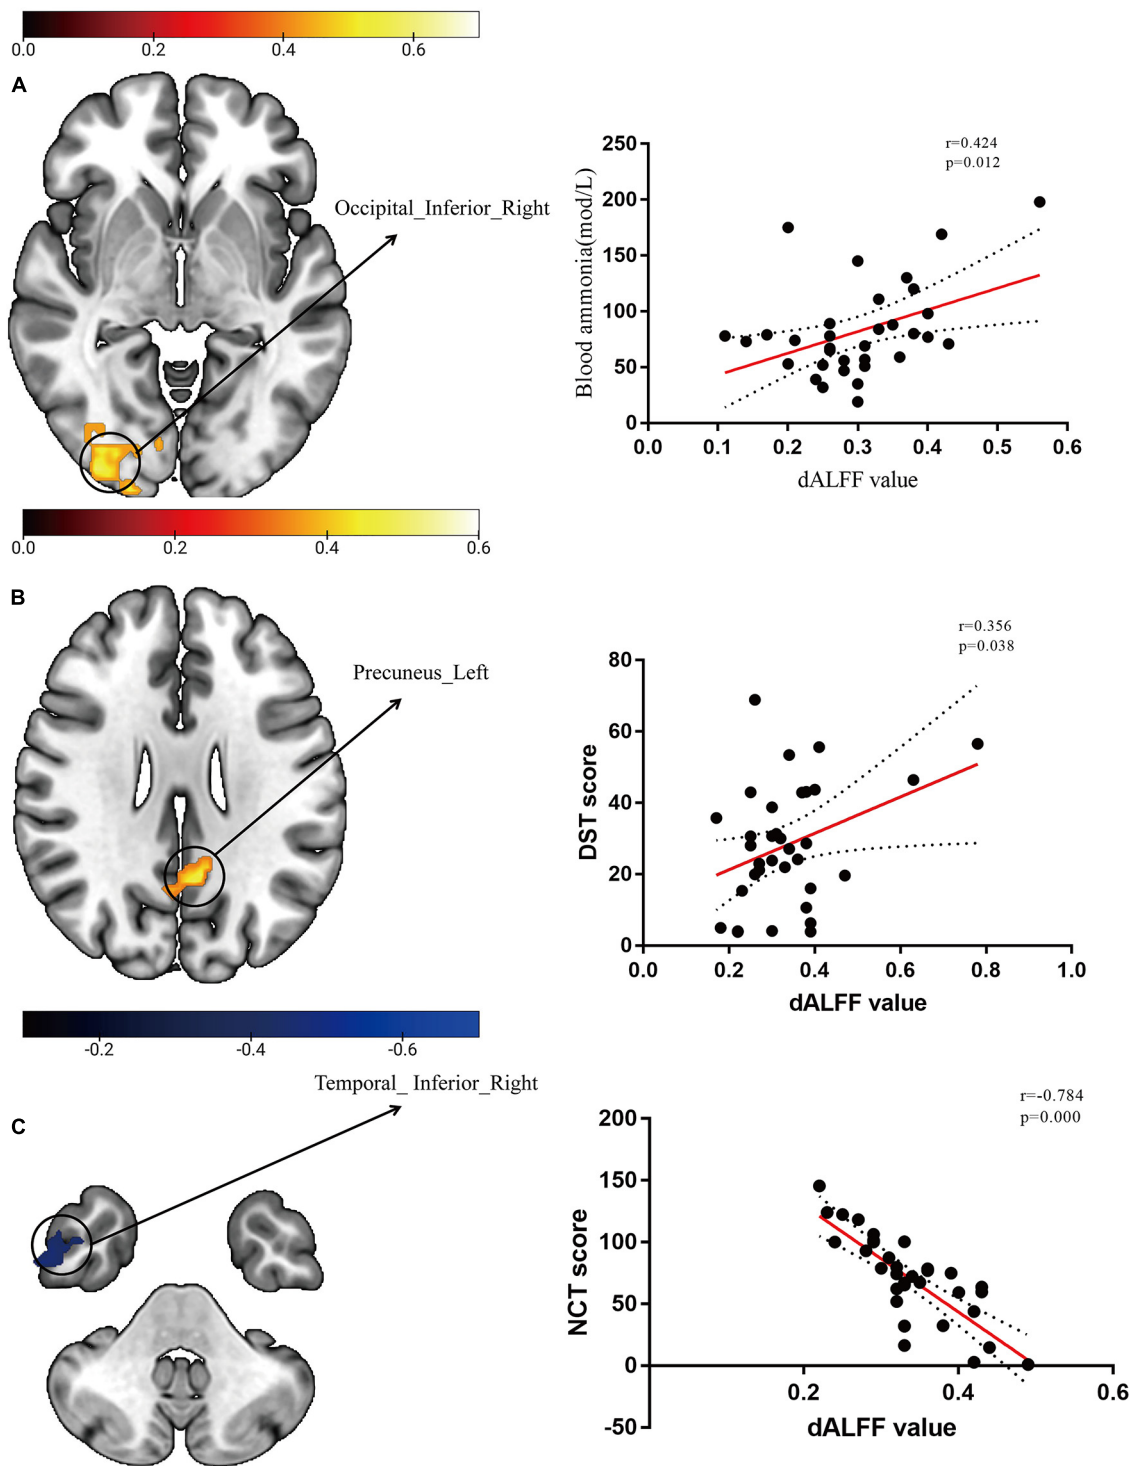 0.0 0.2 0.4 0.6
A
Occipital_Inferior_Right
r=0.424
p=0.012
Blood ammonia(mod/L)
250
200
150
100
50
0
0.0 0.1 0.2 0.3 0.4 0.5 0.6
dALFF value
0.0 0.2 0.4 0.6
B
Precuneus_Left
r=0.356
p=0.038
DST score
80
60
40
20
0
0.0 0.2 0.4 0.6 0.8 1.0
dALFF value
-0.2 -0.4 -0.6
Temporal_ Inferior_Right
C
r=-0.784
p=0.000
NCT score
200
150
100
50
0
-50
0.2 0.4 0.6
dALFF value